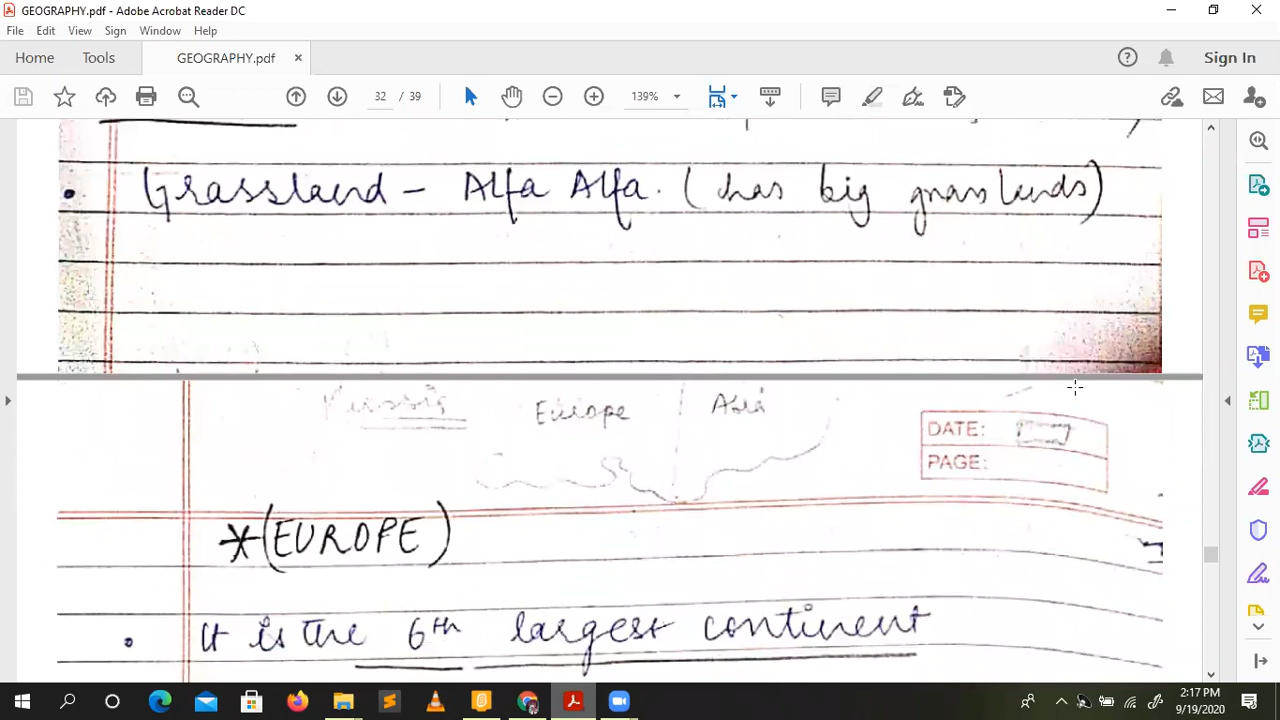 GEOGRAPHY.pdf - Adobe Acrobat Reader DC
File Edit View Sign Window Help
Home Tools GEOGRAPHY.pdf × Sign In
32 / 39 139%
• Grassland - Alfa Alfa. (has big grasslands)
Russia Europe Asia
DATE:
PAGE:
*(EUROPE)
• It is the 6th largest continent
2:17 PM
9/19/2020